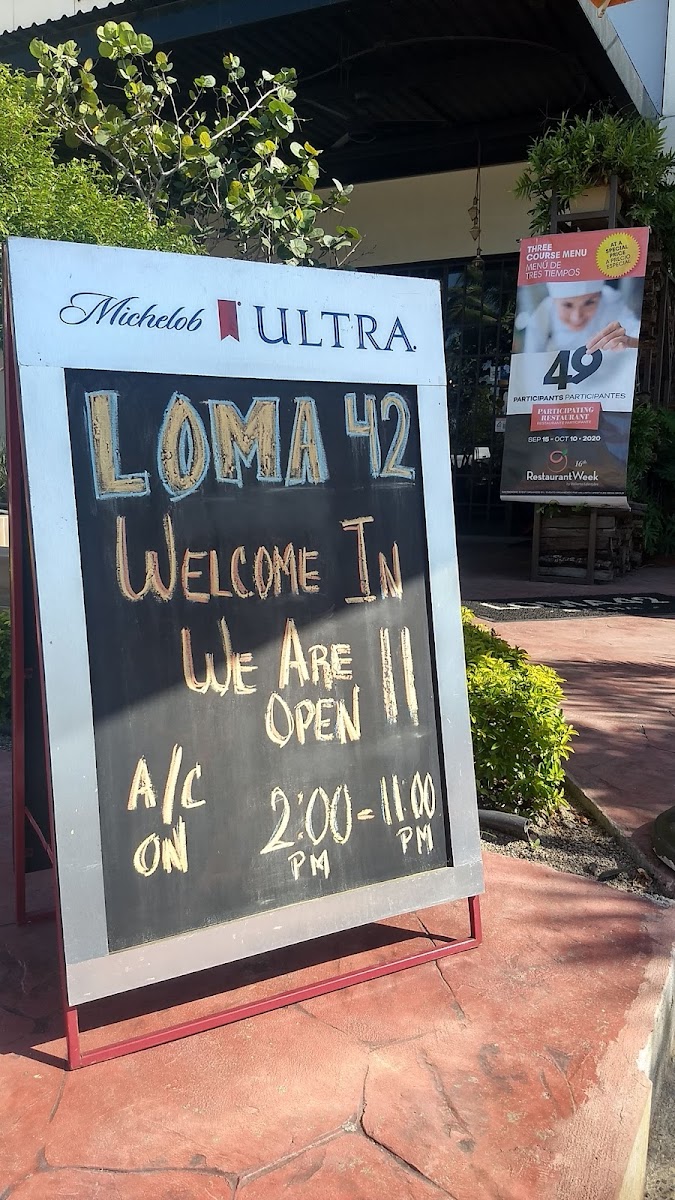 Michelob ULTRA.
LOMA 42
WELCOME IN
WE ARE !!
OPEN
A/C
ON
2:00 - 11:00
PM PM
THREE
COURSE MENU
MENÚ DE
TRES TIEMPOS
AT A
SPECIAL
PRICE
A PRECIO
ESPECIAL
49
PARTICIPANTS PARTICIPANTES
PARTICIPATING
RESTAURANT
SEP 15 - OCT 10 - 2020
16th
RestaurantWeek